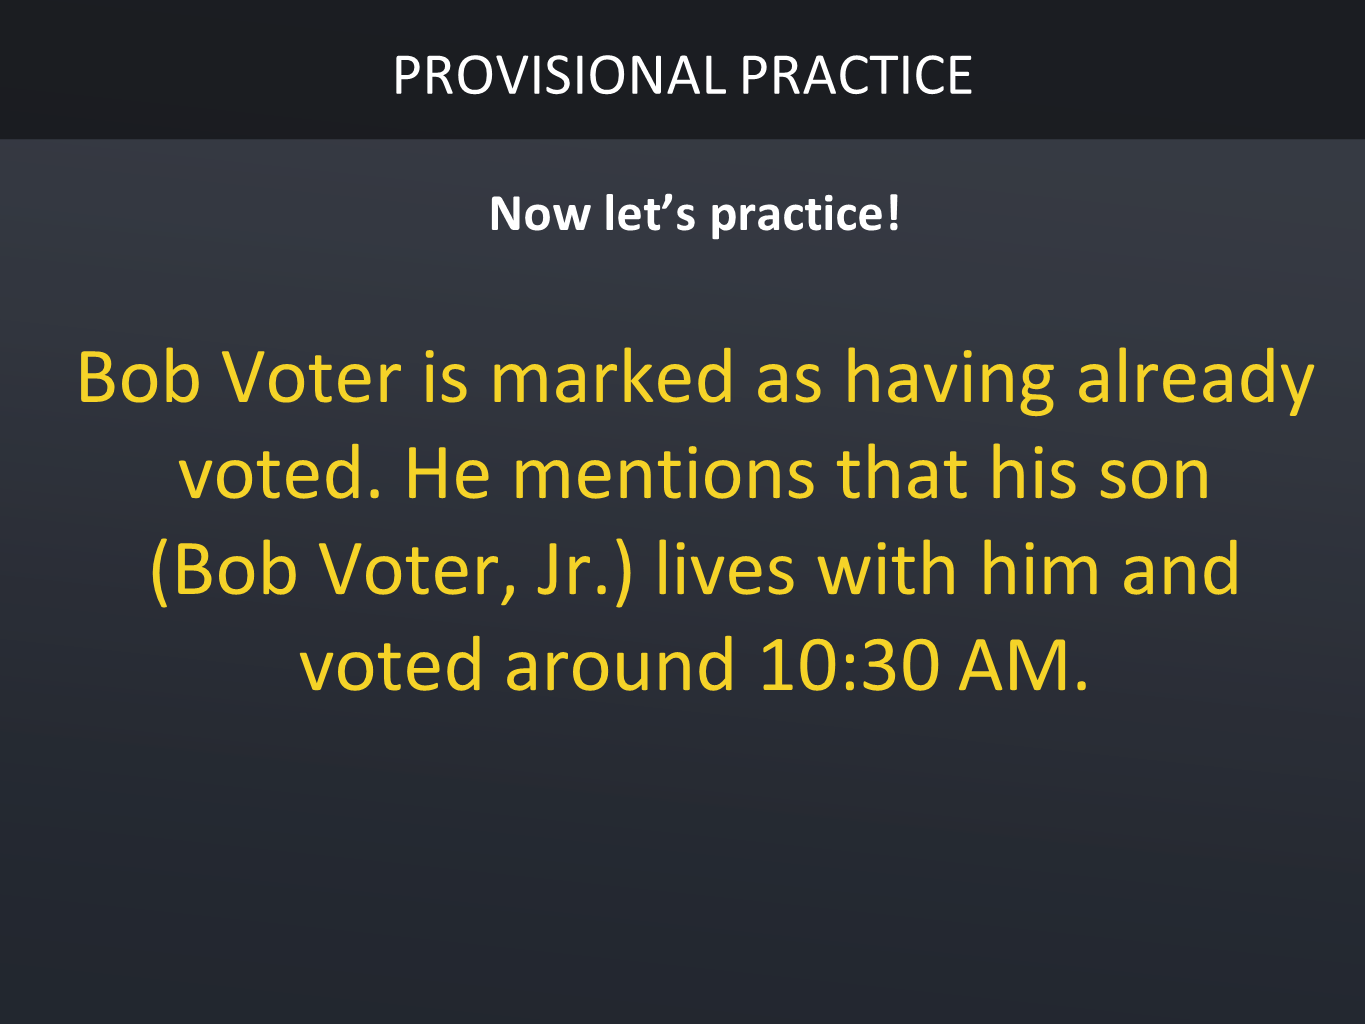 PROVISIONAL PRACTICE
Now let’s practice!
Bob Voter is marked as having already
voted. He mentions that his son
(Bob Voter, Jr.) lives with him and
voted around 10:30 AM.